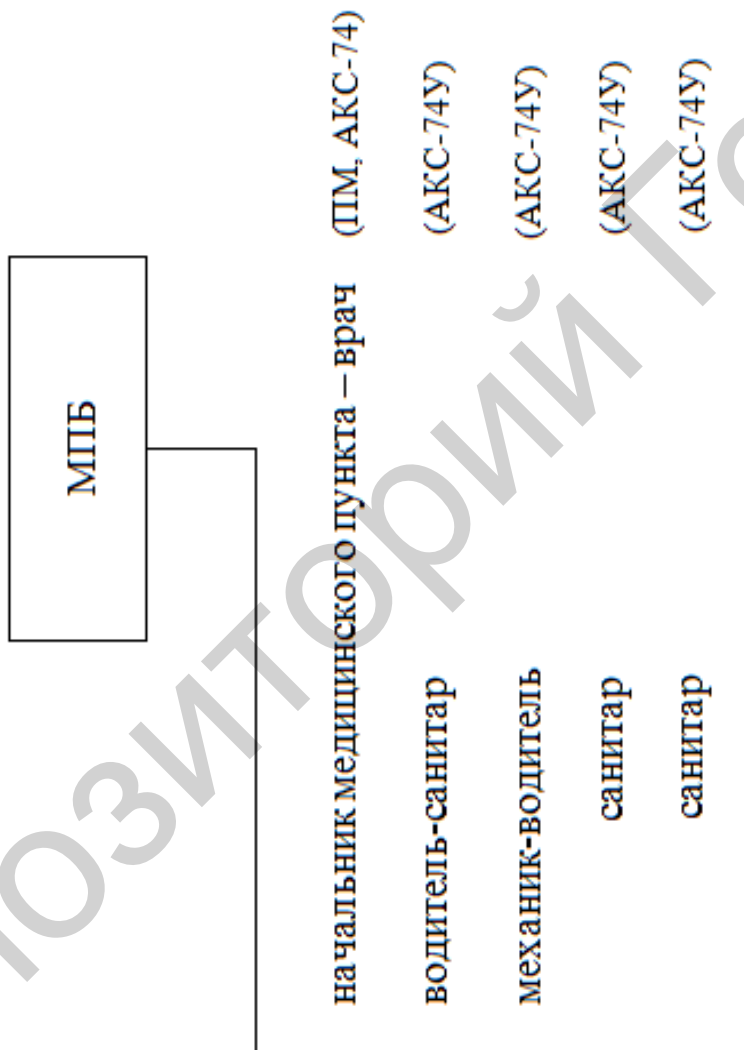 МПБ
начальник медицинского пункта – врач (ПМ, АКС-74)
водитель-санитар (АКС-74У)
механик-водитель (АКС-74У)
санитар (АКС-74У)
санитар (АКС-74У)